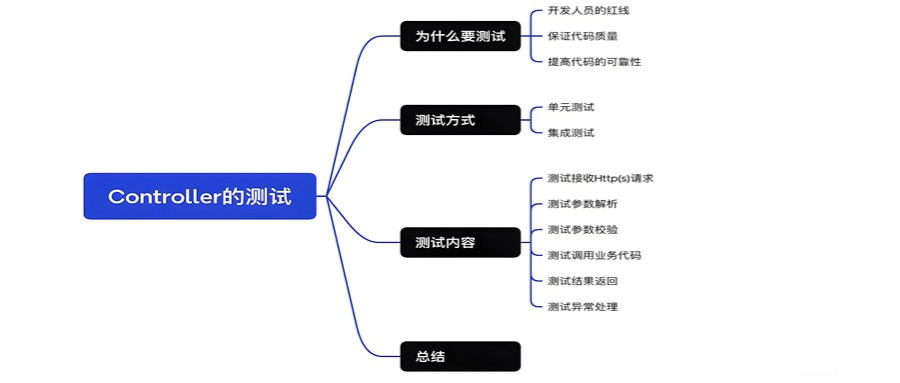 Controller的测试
为什么要测试
开发人员的红线
保证代码质量
提高代码的可靠性
测试方式
单元测试
集成测试
测试内容
测试接收Http(s)请求
测试参数解析
测试参数校验
测试调用业务代码
测试结果返回
测试异常处理
总结